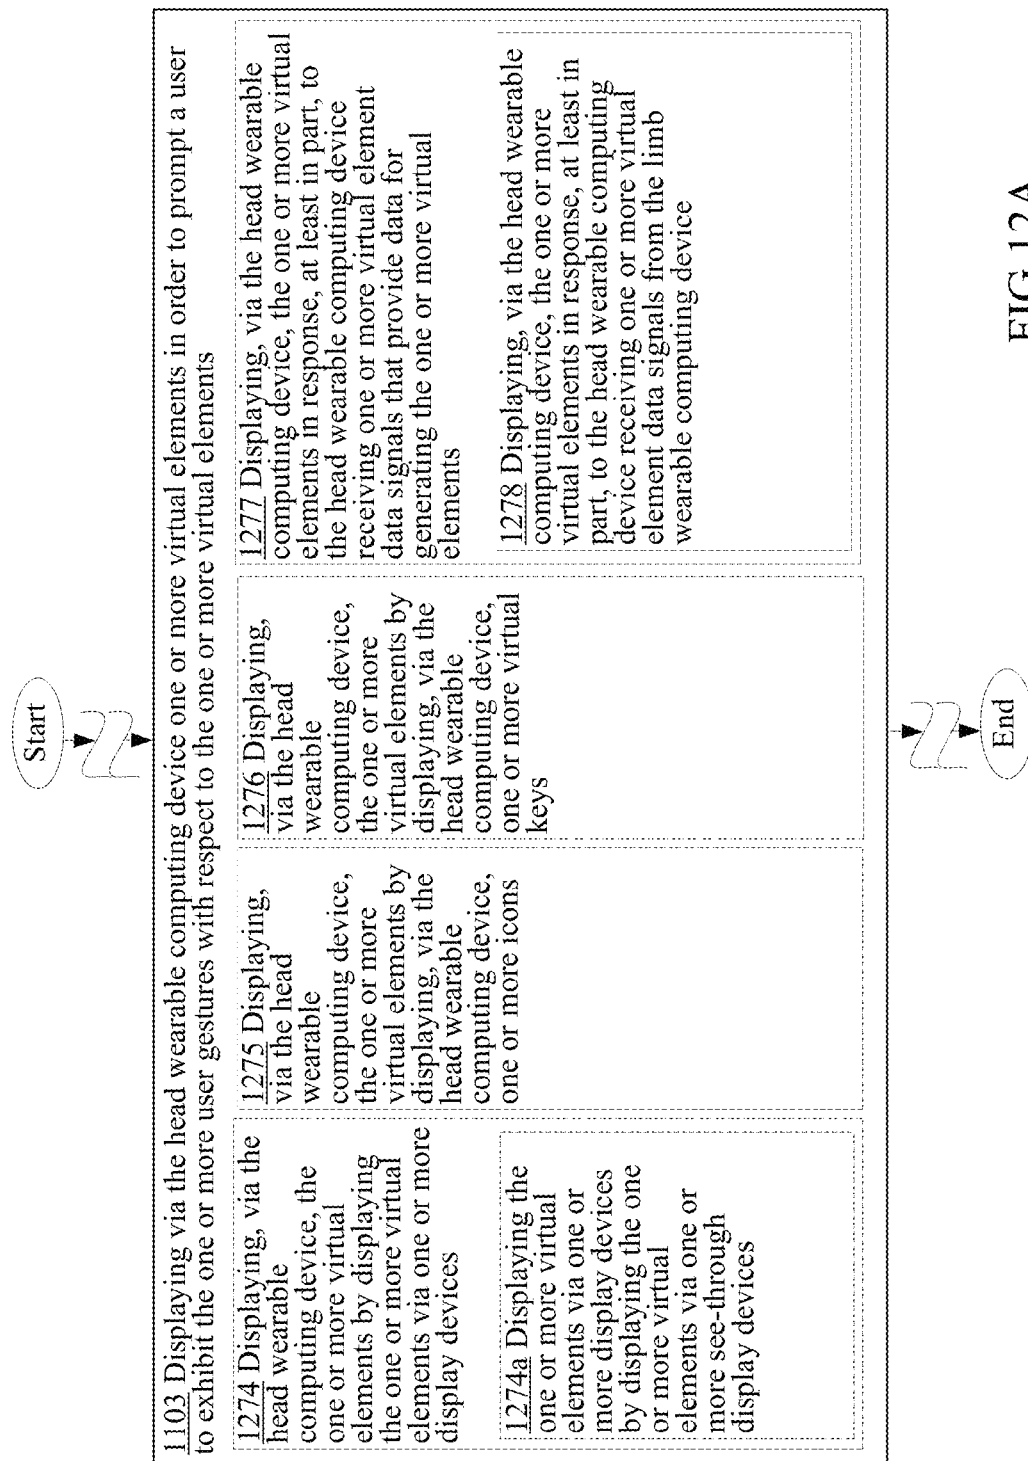 Start
1103 Displaying via the head wearable computing device one or more virtual elements in order to prompt a user
to exhibit the one or more user gestures with respect to the one or more virtual elements
1274 Displaying, via the
head wearable
computing device, the
one or more virtual
elements by displaying
the one or more virtual
elements via one or more
display devices
1274a Displaying the
one or more virtual
elements via one or
more display devices
by displaying the one
or more virtual
elements via one or
more see-through
display devices
1275 Displaying,
via the head
wearable
computing device,
the one or more
virtual elements by
displaying, via the
head wearable
computing device,
one or more icons
1276 Displaying,
via the head
wearable
computing device,
the one or more
virtual elements by
displaying, via the
head wearable
computing device,
one or more virtual
keys
1277 Displaying, via the head wearable
computing device, the one or more virtual
elements in response, at least in part, to
the head wearable computing device
receiving one or more virtual element
data signals that provide data for
generating the one or more virtual
elements
1278 Displaying, via the head wearable
computing device, the one or more
virtual elements in response, at least in
part, to the head wearable computing
device receiving one or more virtual
element data signals from the limb
wearable computing device
End
FIG 12A